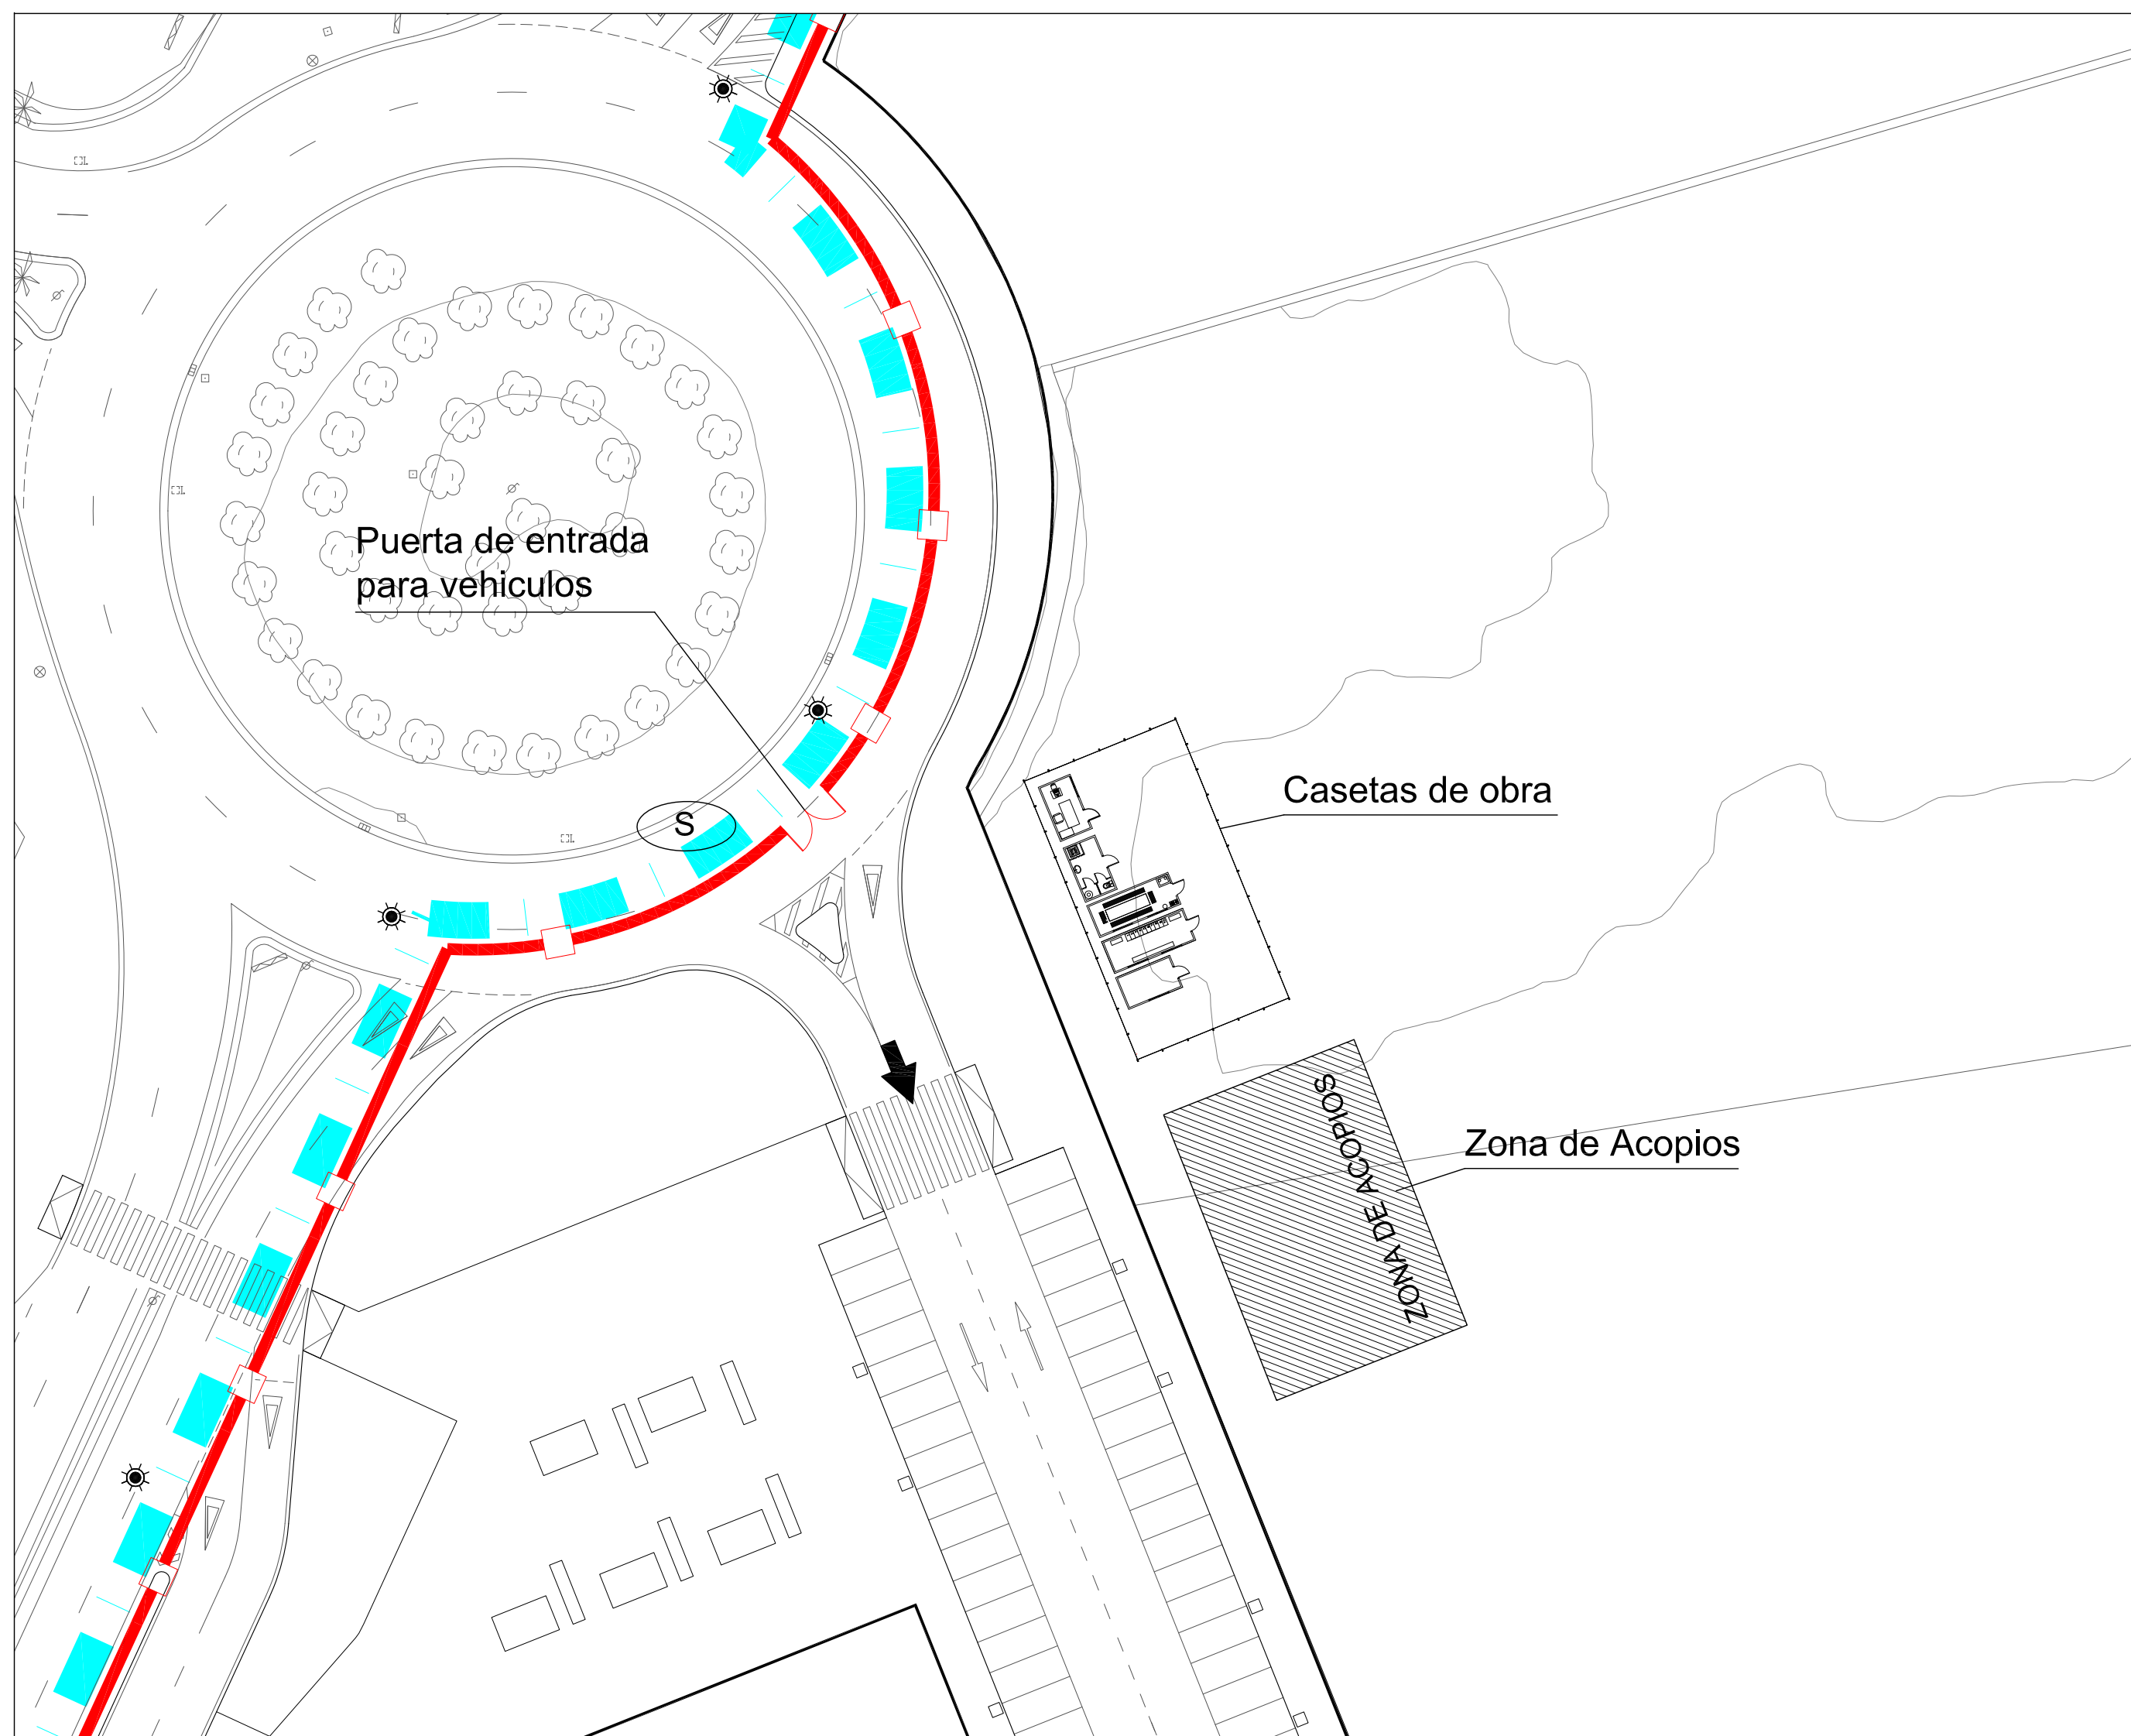 Puerta de entrada
para vehiculos
S
Casetas de obra
Zona de Acopios
ZONA DE ACOPIOS